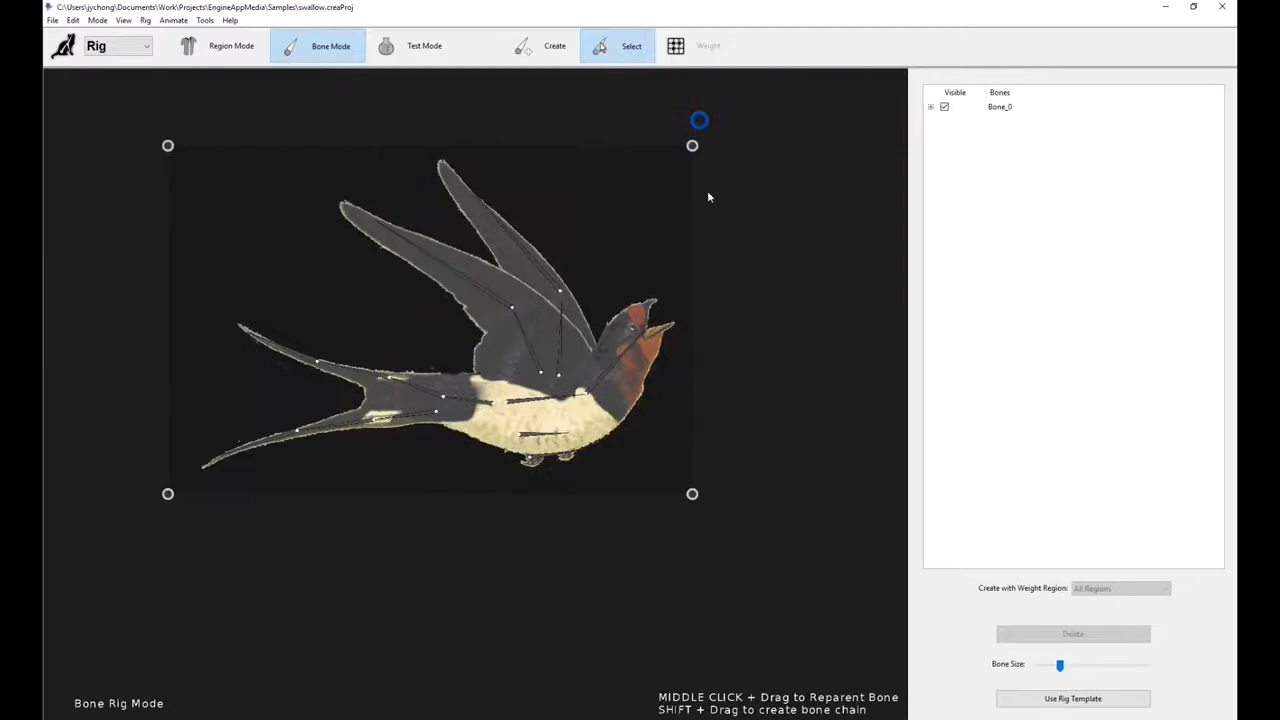 C:\Users\jychong\Documents\Work\Projects\EngineAppMedia\Samples\swallow.creaProj
File Edit Mode View Rig Animate Tools Help
Rig Region Mode Bone Mode Test Mode Create Select Weight
Visible Bones
Bone_0
Create with Weight Region: All Regions
Delete
Bone Size:
Use Rig Template
Bone Rig Mode
MIDDLE CLICK + Drag to Reparent Bone
SHIFT + Drag to create bone chain